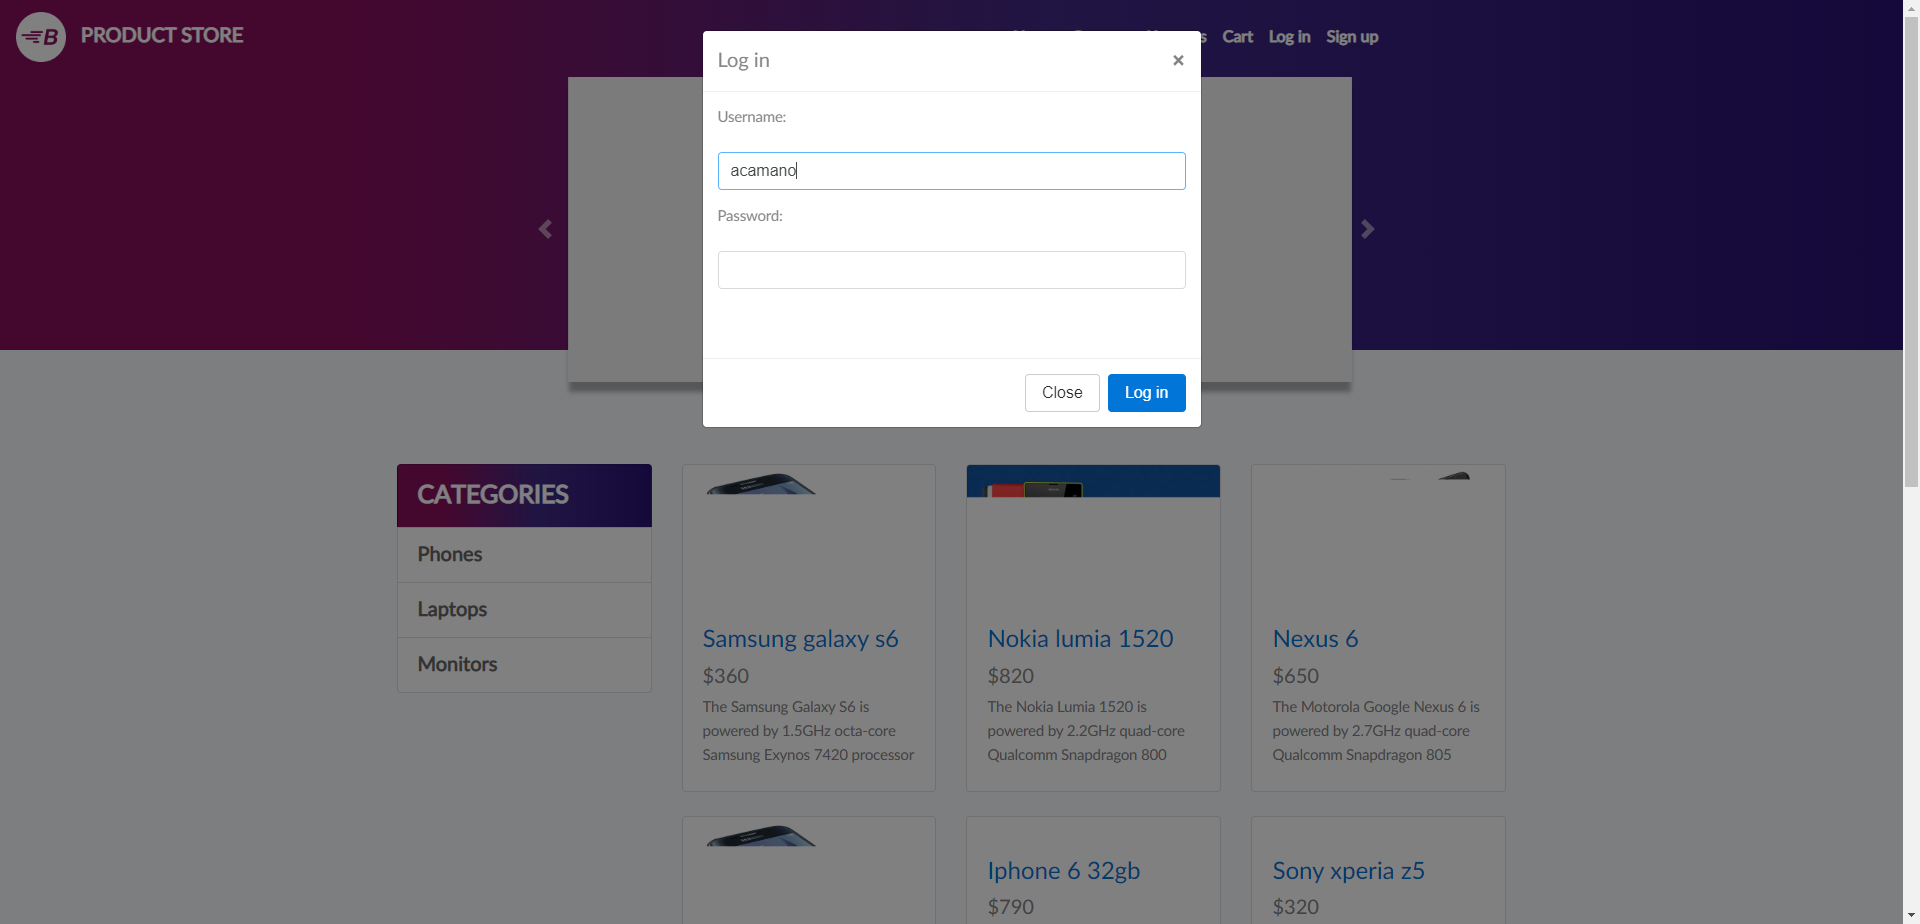 B PRODUCT STORE
Cart Log in Sign up
Log in
×
Username:
acamano
Password:
Close Log in
CATEGORIES
Phones
Laptops
Monitors
Samsung galaxy s6
$360
The Samsung Galaxy S6 is
powered by 1.5GHz octa-core
Samsung Exynos 7420 processor
Nokia lumia 1520
$820
The Nokia Lumia 1520 is
powered by 2.2GHz quad-core
Qualcomm Snapdragon 800
Nexus 6
$650
The Motorola Google Nexus 6 is
powered by 2.7GHz quad-core
Qualcomm Snapdragon 805
Iphone 6 32gb
$790
Sony xperia z5
$320